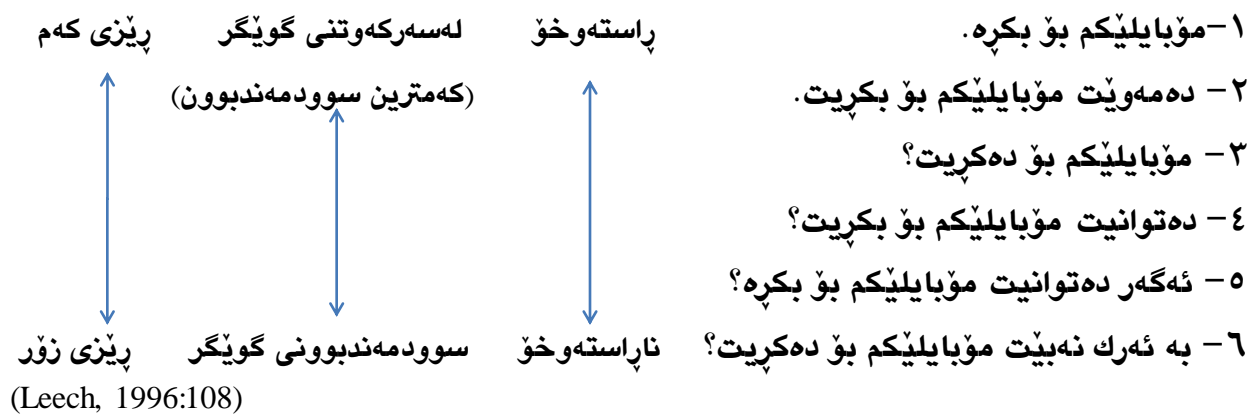 ١–مۆبایلێکم بۆ بکڕە. ڕاستەوخۆ لەسەرکەوتنی گوێگر ڕێزی کەم
٢– دەمەوێت مۆبایلێکم بۆ بکڕیت. (کەمترین سوودمەندبوون)
٣– مۆبایلێکم بۆ دەکڕیت؟
٤– دەتوانیت مۆبایلێکم بۆ بکڕیت؟
٥– ئەگەر دەتوانیت مۆبایلێکم بۆ بکڕە؟
٦– بە ئەرك نەبێت مۆبایلێکم بۆ دەکڕیت؟ ناڕاستەوخۆ سوودمەندبوونی گوێگر ڕێزی زۆر
(Leech, 1996:108)